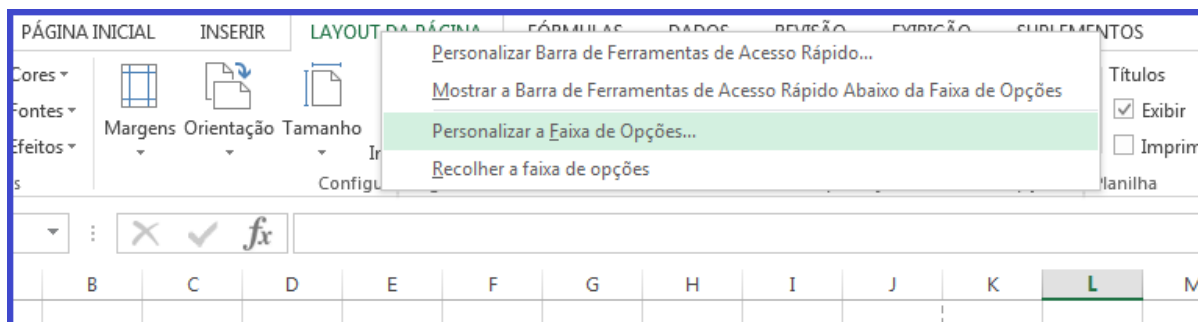 PÁGINA INICIAL INSERIR LAYOUT DA PÁGINA FÓRMULAS DADOS REVISÃO EXIBIÇÃO SUPLEMENTOS
Personalizar Barra de Ferramentas de Acesso Rápido...
Mostrar a Barra de Ferramentas de Acesso Rápido Abaixo da Faixa de Opções
Personalizar a Faixa de Opções...
Recolher a faixa de opções
Cores
Fontes
Efeitos
Margens Orientação Tamanho
Títulos
Exibir
fx
B C D E F G H I J K L M